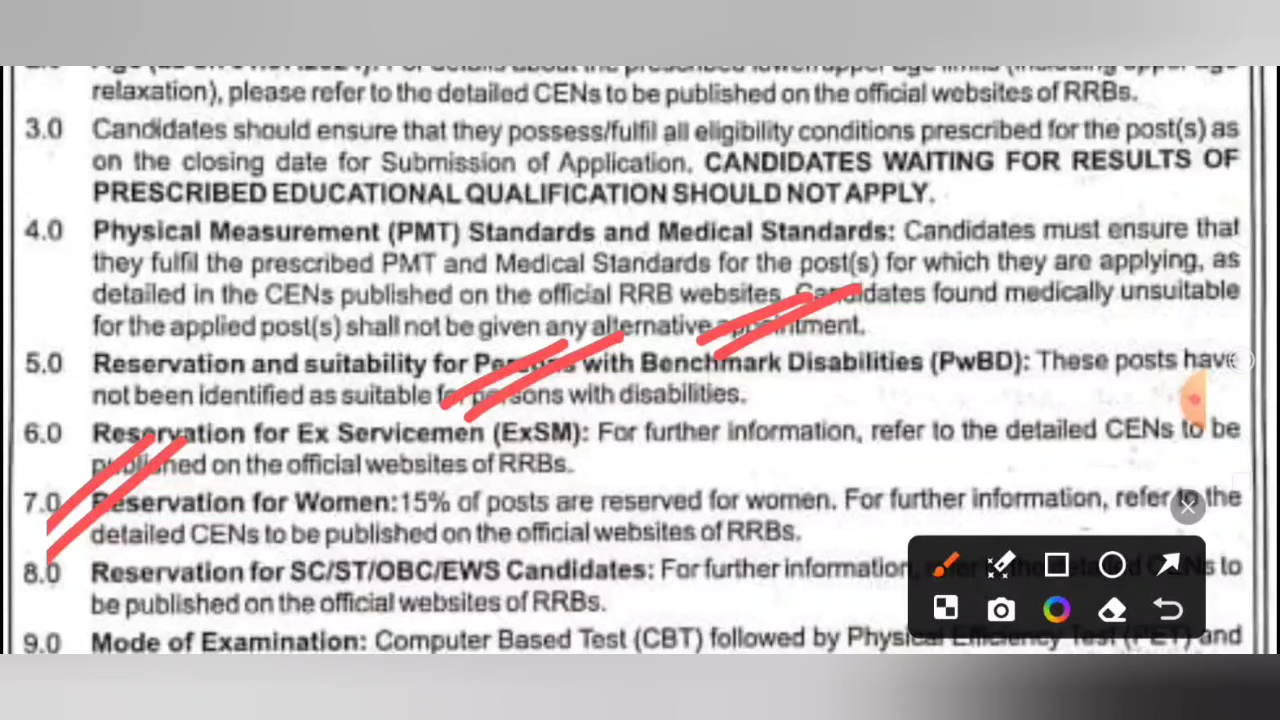 relaxation), please refer to the detailed CENs to be published on the official websites of RRBs.
3.0 Candidates should ensure that they possess/fulfil all eligibility conditions prescribed for the post(s) as
on the closing date for Submission of Application. CANDIDATES WAITING FOR RESULTS OF
PRESCRIBED EDUCATIONAL QUALIFICATION SHOULD NOT APPLY.
4.0 Physical Measurement (PMT) Standards and Medical Standards: Candidates must ensure that
they fulfil the prescribed PMT and Medical Standards for the post(s) for which they are applying, as
detailed in the CENs published on the official RRB websites. Candidates found medically unsuitable
for the applied post(s) shall not be given any alternative appointment.
5.0 Reservation and suitability for Persons with Benchmark Disabilities (PwBD): These posts have
not been identified as suitable for persons with disabilities.
6.0 Reservation for Ex Servicemen (ExSM): For further information, refer to the detailed CENs to be
published on the official websites of RRBs.
7.0 Reservation for Women:15% of posts are reserved for women. For further information, refer to the
detailed CENs to be published on the official websites of RRBs.
8.0 Reservation for SC/ST/OBC/EWS Candidates: For further information, refer to the detailed CENs to
be published on the official websites of RRBs.
9.0 Mode of Examination: Computer Based Test (CBT) followed by Physical Efficiency Test (PET) and